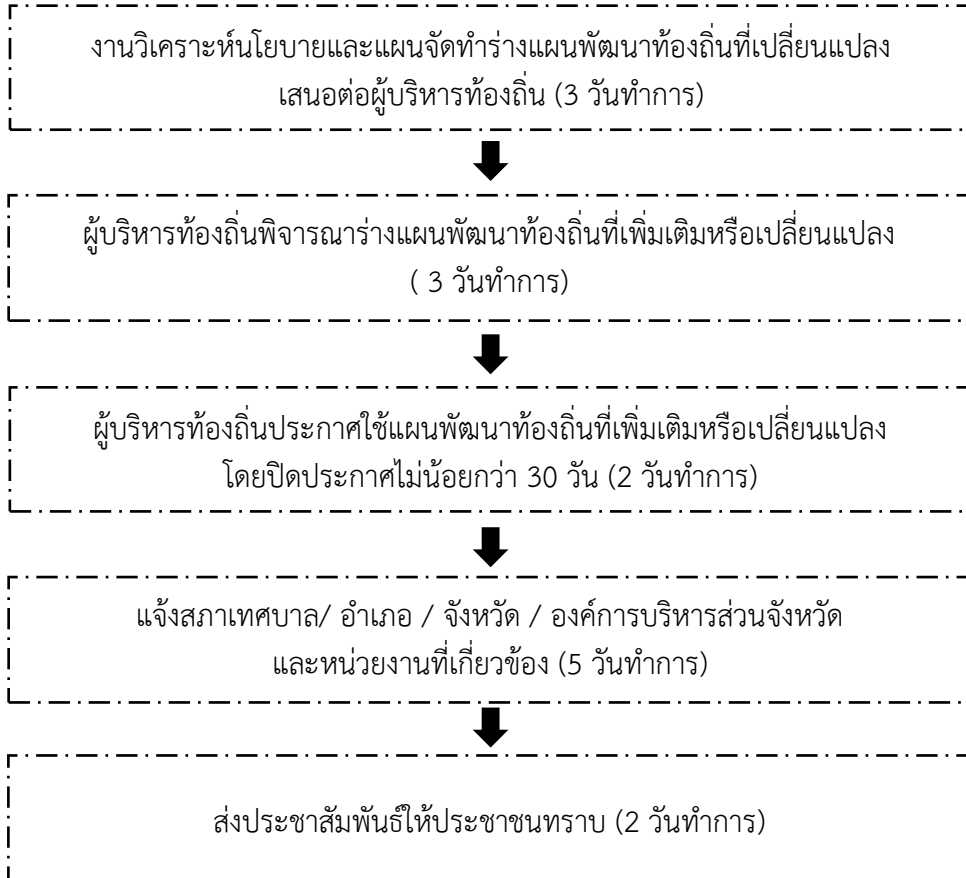 งานวิเคราะห์นโยบายและแผนจัดทำร่างแผนพัฒนาท้องถิ่นที่เปลี่ยนแปลง
เสนอต่อผู้บริหารท้องถิ่น (3 วันทำการ)
ผู้บริหารท้องถิ่นพิจารณาร่างแผนพัฒนาท้องถิ่นที่เพิ่มเติมหรือเปลี่ยนแปลง
( 3 วันทำการ)
ผู้บริหารท้องถิ่นประกาศใช้แผนพัฒนาท้องถิ่นที่เพิ่มเติมหรือเปลี่ยนแปลง
โดยปิดประกาศไม่น้อยกว่า 30 วัน (2 วันทำการ)
แจ้งสภาเทศบาล/ อำเภอ / จังหวัด / องค์การบริหารส่วนจังหวัด
และหน่วยงานที่เกี่ยวข้อง (5 วันทำการ)
ส่งประชาสัมพันธ์ให้ประชาชนทราบ (2 วันทำการ)